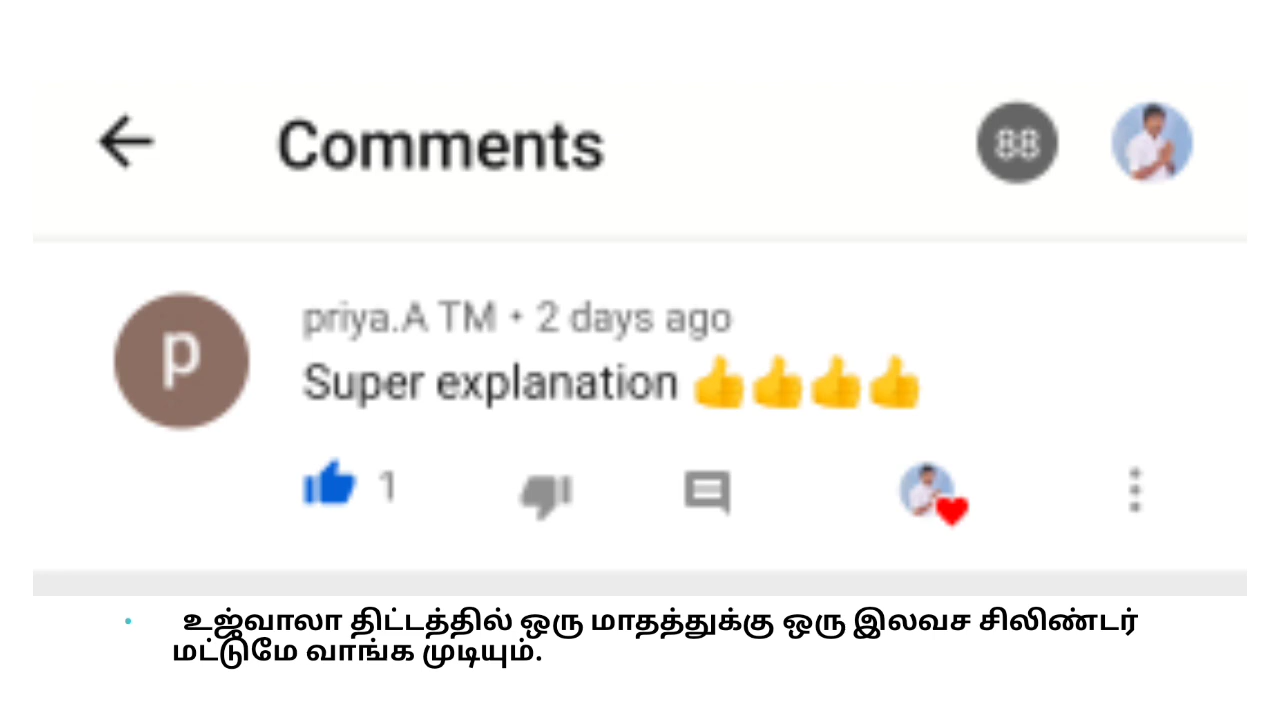 Comments 88
p
priya.A TM • 2 days ago
Super explanation 👍👍👍👍
1
• உஜ்வாலா திட்டத்தில் ஒரு மாதத்துக்கு ஒரு இலவச சிலிண்டர்
மட்டுமே வாங்க முடியும்.